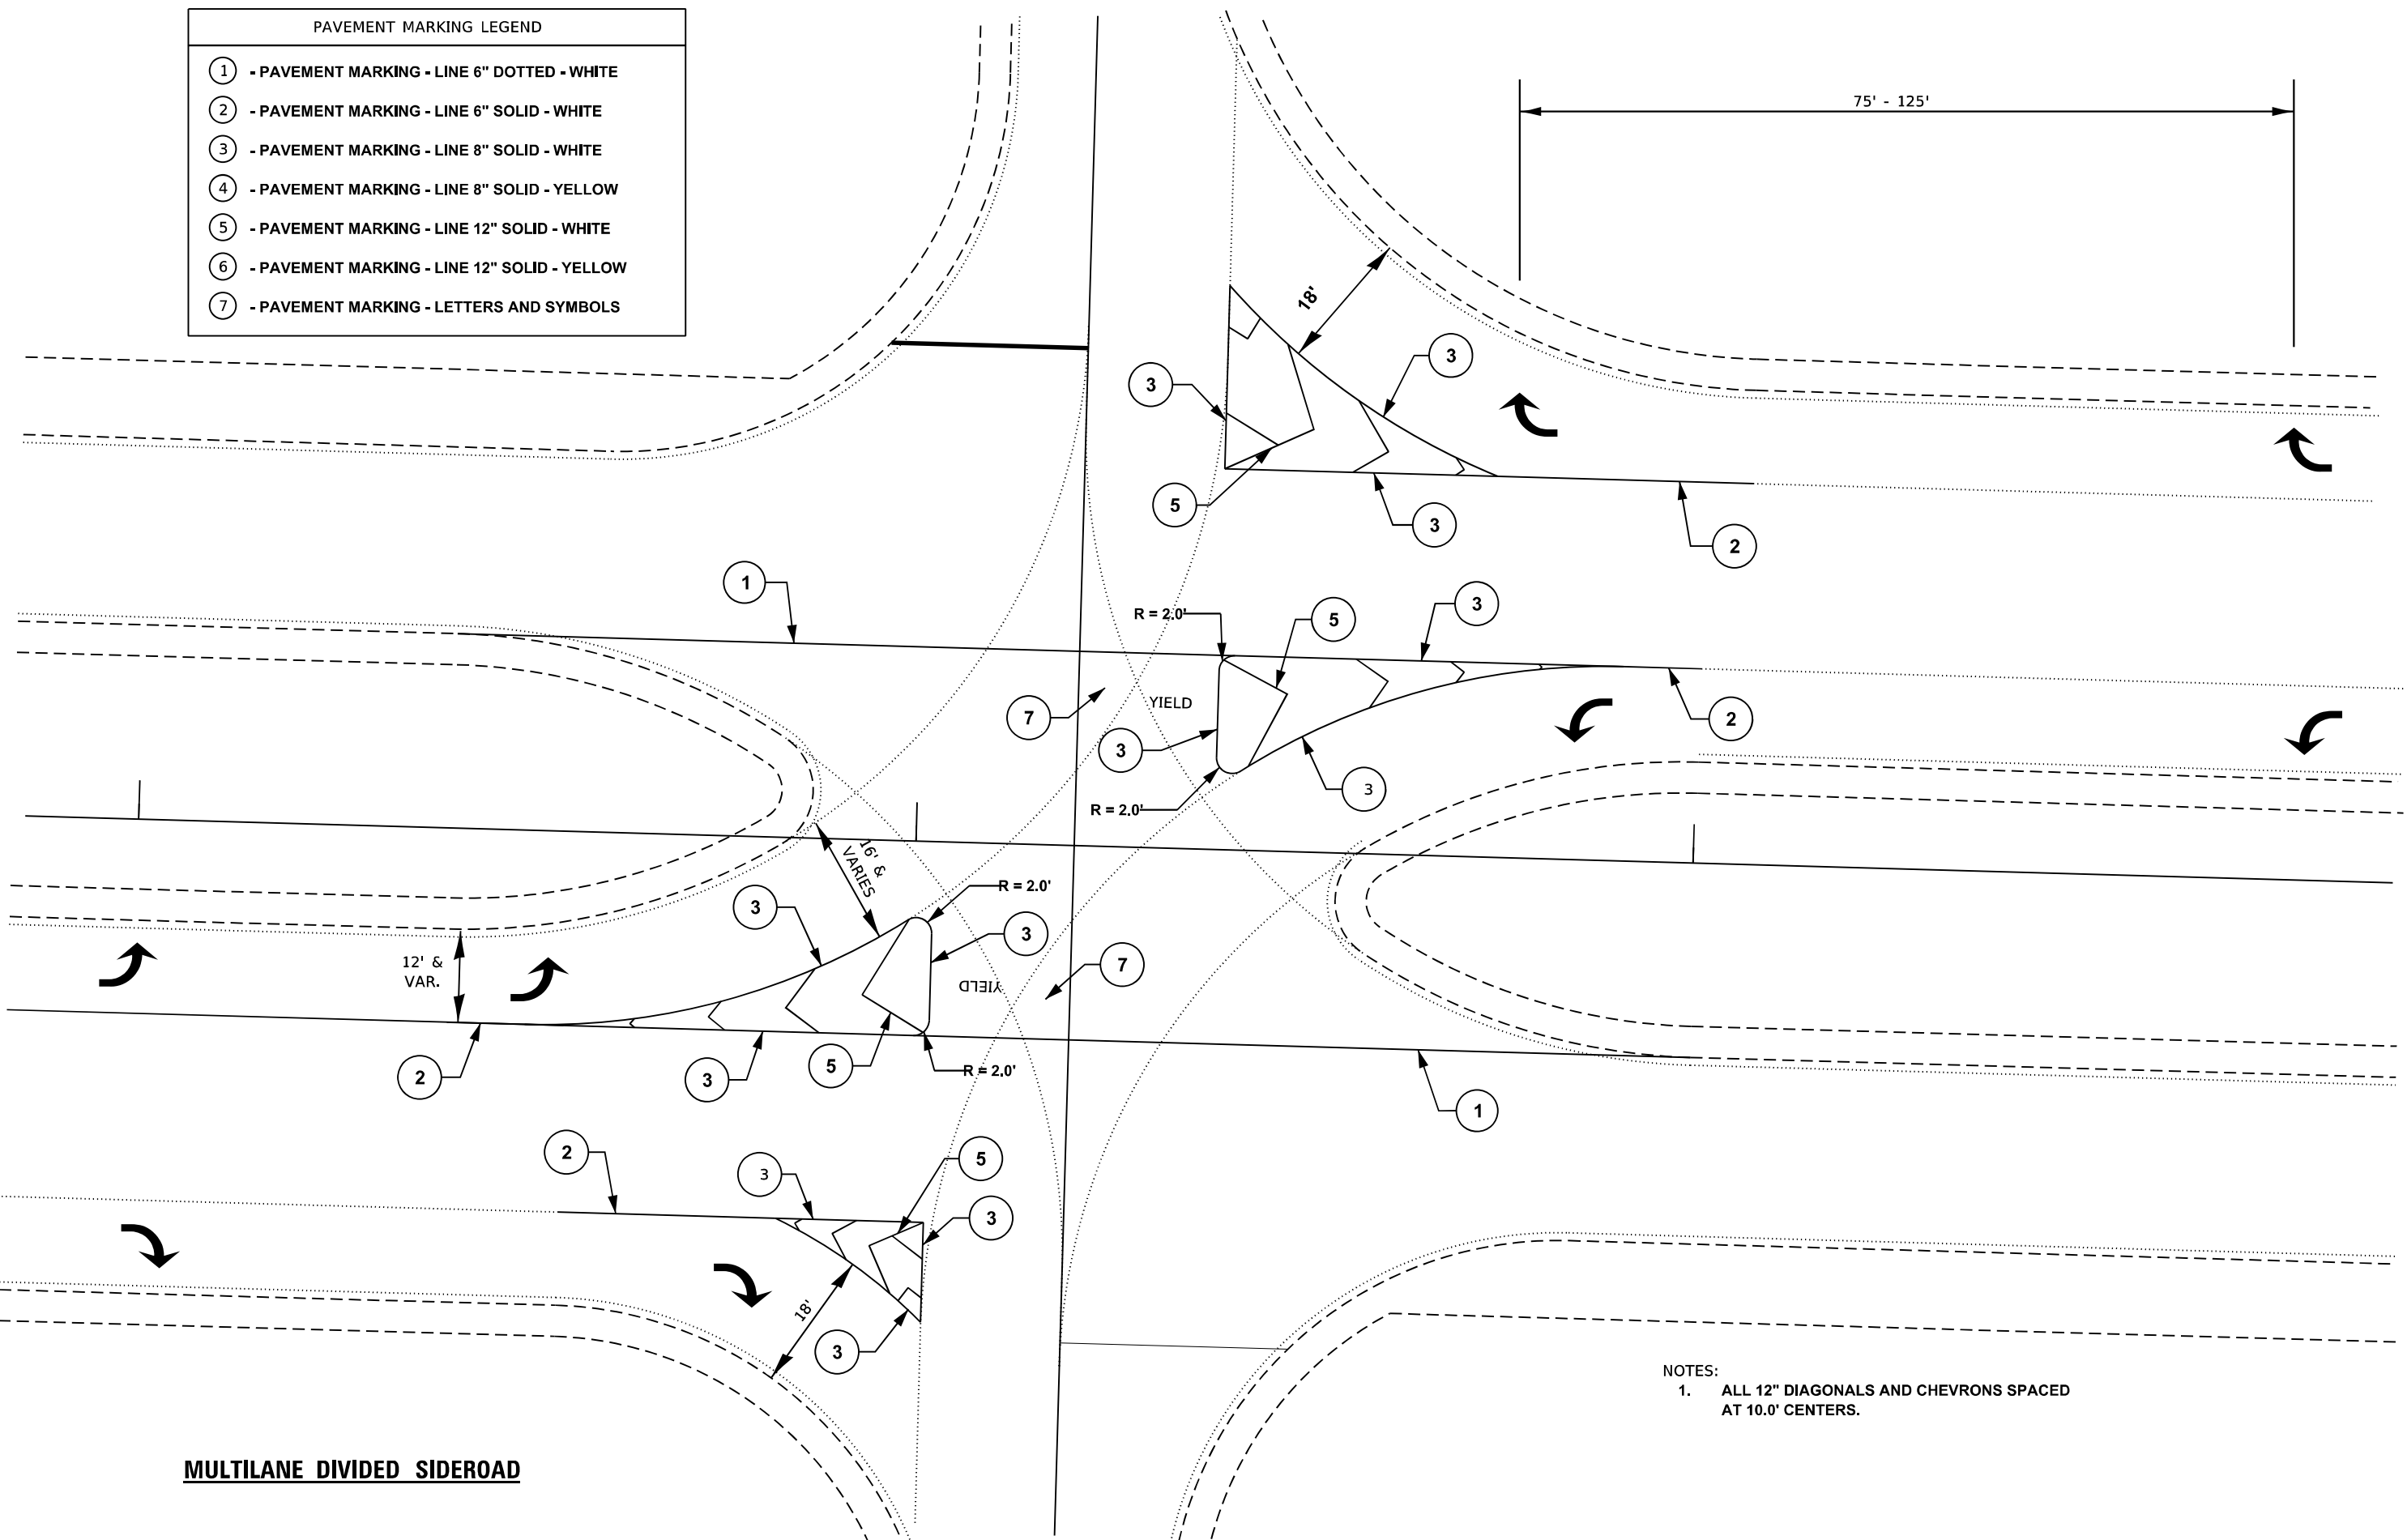 PAVEMENT MARKING LEGEND
1 - PAVEMENT MARKING - LINE 6" DOTTED - WHITE
2 - PAVEMENT MARKING - LINE 6" SOLID - WHITE
3 - PAVEMENT MARKING - LINE 8" SOLID - WHITE
4 - PAVEMENT MARKING - LINE 8" SOLID - YELLOW
5 - PAVEMENT MARKING - LINE 12" SOLID - WHITE
6 - PAVEMENT MARKING - LINE 12" SOLID - YELLOW
7 - PAVEMENT MARKING - LETTERS AND SYMBOLS
75' - 125'
18'
3
3
5
3
2
1
R = 2.0'
5
3
YIELD
7
3
2
3
R = 2.0'
16' &
VARIES
3
R = 2.0'
3
12' &
VAR.
YIELD
7
2
3
5
R = 2.0'
1
2
3
5
3
18'
3
NOTES:
1. ALL 12" DIAGONALS AND CHEVRONS SPACED
AT 10.0' CENTERS.
MULTILANE DIVIDED SIDEROAD